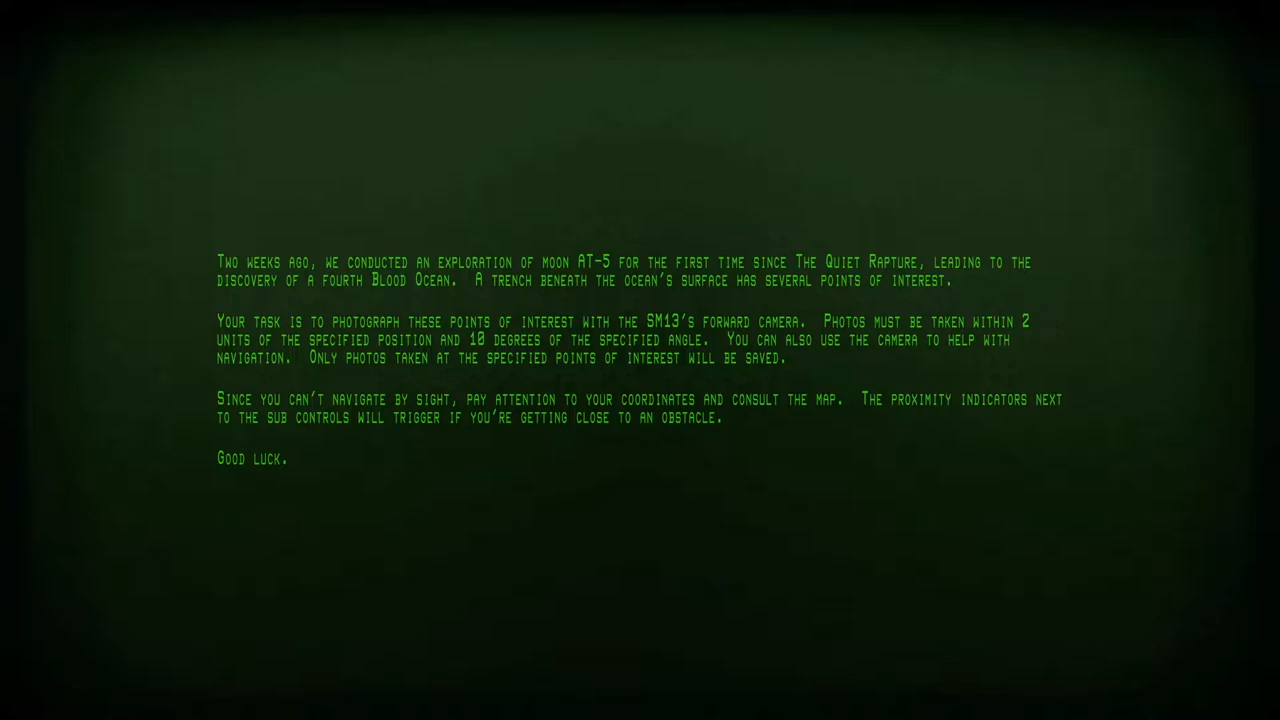 Two weeks ago, we conducted an exploration of moon AT-5 for the first time since The Quiet Rapture, leading to the
discovery of a fourth Blood Ocean.  A trench beneath the ocean's surface has several points of interest.
Your task is to photograph these points of interest with the SM13's forward camera.  Photos must be taken within 2
units of the specified position and 10 degrees of the specified angle.  You can also use the camera to help with
navigation.  Only photos taken at the specified points of interest will be saved.
Since you can't navigate by sight, pay attention to your coordinates and consult the map.  The proximity indicators next
to the sub controls will trigger if you're getting close to an obstacle.
Good luck.